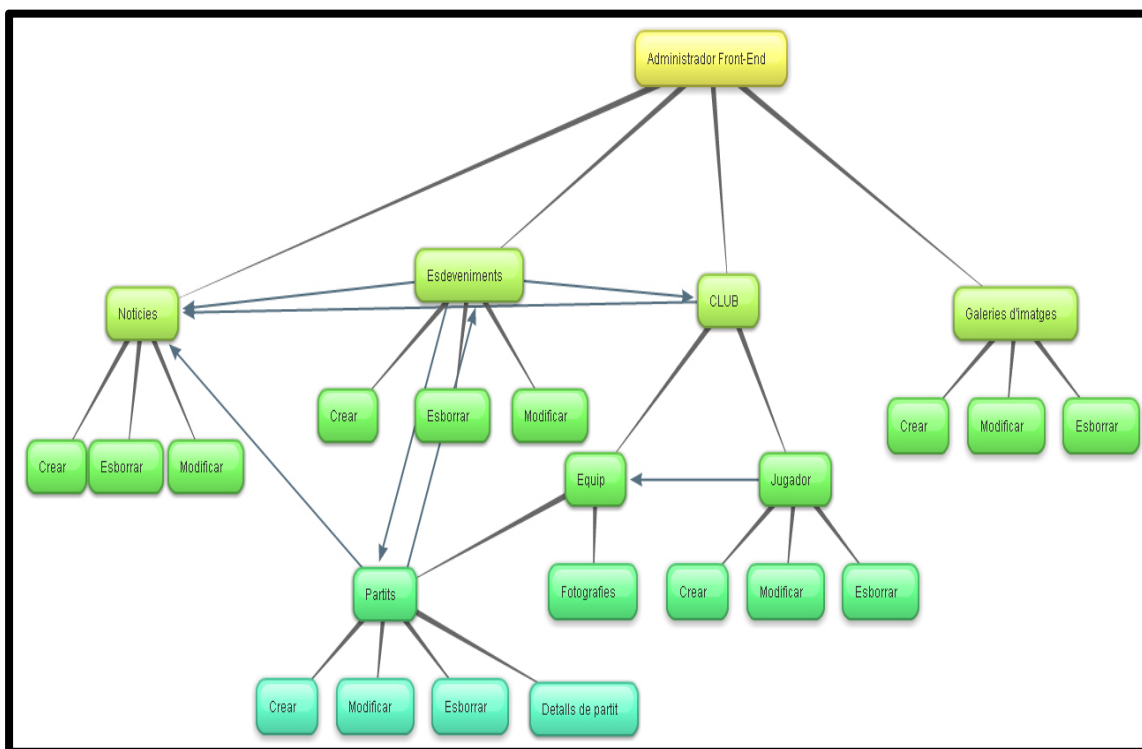 Administrador Front-End
Noticies
Esdeveniments
CLUB
Galeries d'imatges
Crear
Esborrar
Modificar
Crear
Esborrar
Modificar
Equip
Jugador
Crear
Modificar
Esborrar
Partits
Fotografies
Crear
Modificar
Esborrar
Crear
Modificar
Esborrar
Detalls de partit